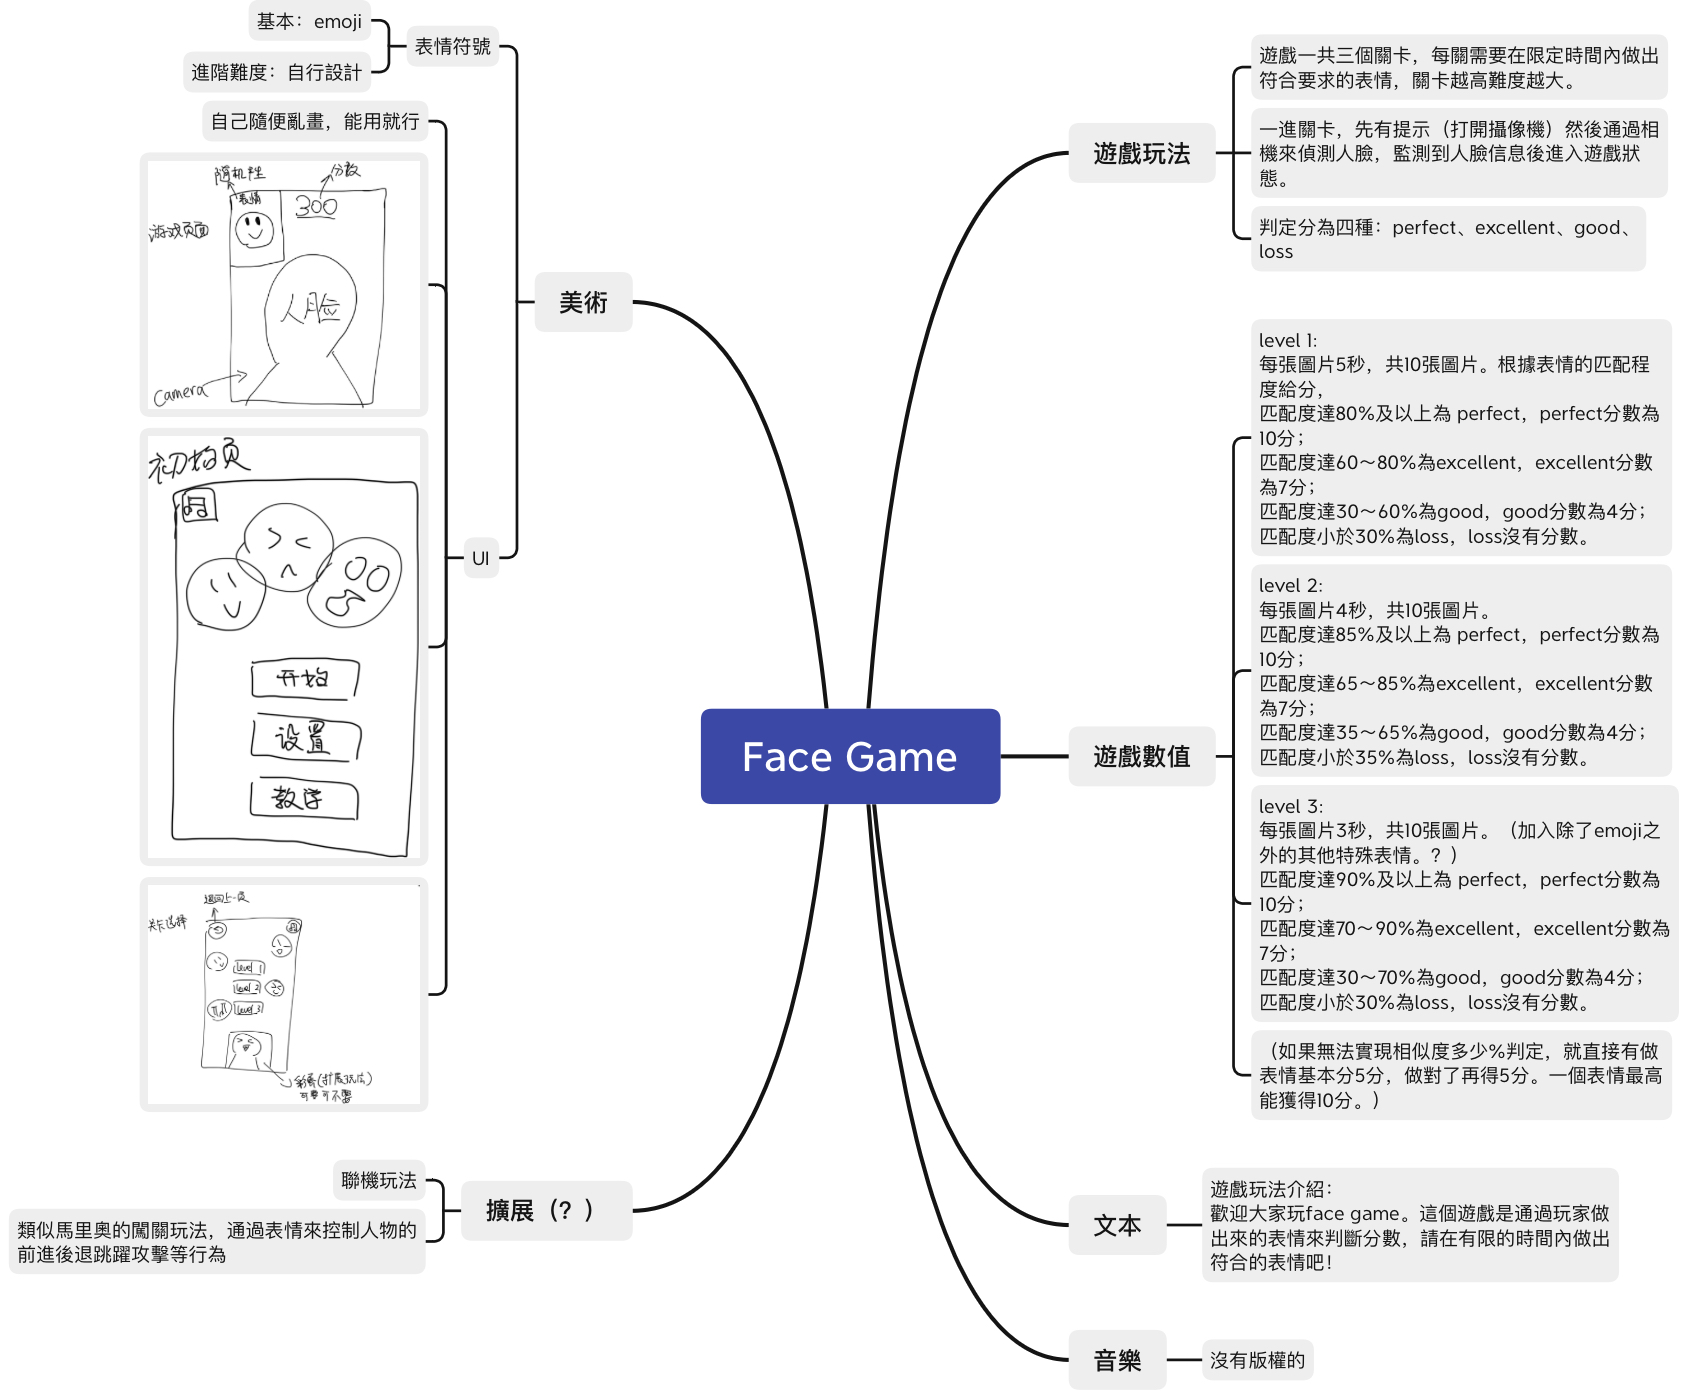 Face Game
遊戲玩法
遊戲一共三個關卡，每關需要在限定時間內做出
符合要求的表情，關卡越高難度越大。
一進關卡，先有提示（打開攝像機）然後通過相
機來偵測人臉，監測到人臉信息後進入遊戲狀
態。
判定分為四種：perfect、excellent、good、
loss
遊戲數值
level 1:
每張圖片5秒，共10張圖片。根據表情的匹配程
度給分，
匹配度達80%及以上為 perfect，perfect分數為
10分；
匹配度達60～80%為excellent，excellent分數
為7分；
匹配度達30～60%為good，good分數為4分；
匹配度小於30%為loss，loss沒有分數。
level 2:
每張圖片4秒，共10張圖片。
匹配度達85%及以上為 perfect，perfect分數為
10分；
匹配度達65～85%為excellent，excellent分數
為7分；
匹配度達35～65%為good，good分數為4分；
匹配度小於35%為loss，loss沒有分數。
level 3:
每張圖片3秒，共10張圖片。（加入除了emoji之
外的其他特殊表情。？）
匹配度達90%及以上為 perfect，perfect分數為
10分；
匹配度達70～90%為excellent，excellent分數為
7分；
匹配度達30～70%為good，good分數為4分；
匹配度小於30%為loss，loss沒有分數。
（如果無法實現相似度多少%判定，就直接有做
表情基本分5分，做對了再得5分。一個表情最高
能獲得10分。）
文本
遊戲玩法介紹：
歡迎大家玩face game。這個遊戲是通過玩家做
出來的表情來判斷分數，請在有限的時間內做出
符合的表情吧！
音樂
沒有版權的
美術
表情符號
基本：emoji
進階難度：自行設計
UI
自己隨便亂畫，能用就行
隨机性
分数
表情
300
游戏页面
人脸
Camera
初始页
开始
设置
教学
退回上一页
关卡选择
level 1
level 2
level 3
彩蛋(扩展玩法)
可要可不要
擴展（？）
聯機玩法
類似馬里奧的闖關玩法，通過表情來控制人物的
前進後退跳躍攻擊等行為